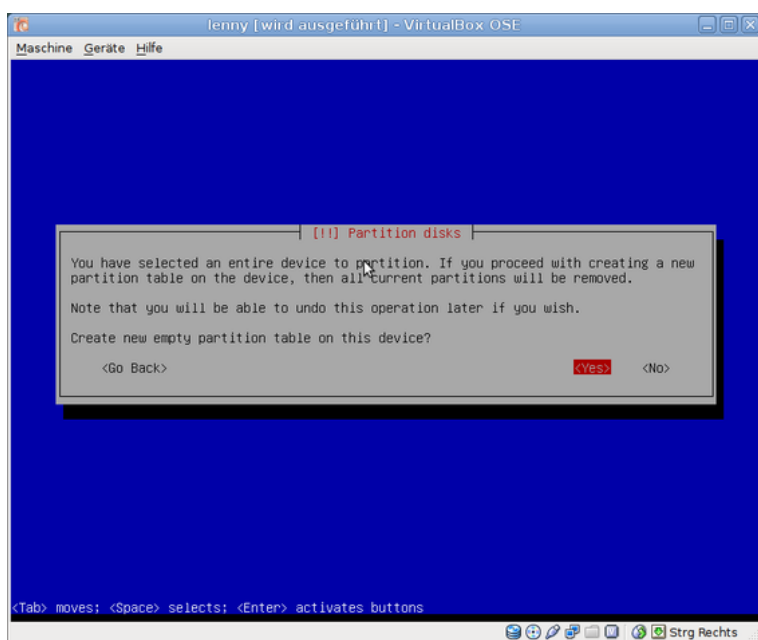 lenny [wird ausgeführt] - VirtualBox OSE
Maschine Geräte Hilfe
[!!] Partition disks
You have selected an entire device to partition. If you proceed with creating a new
partition table on the device, then all current partitions will be removed.
Note that you will be able to undo this operation later if you wish.
Create new empty partition table on this device?
<Go Back> <Yes> <No>
<Tab> moves; <Space> selects; <Enter> activates buttons
Strg Rechts